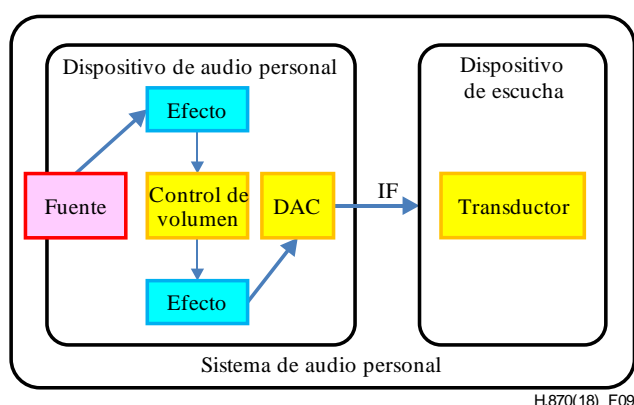 Dispositivo de audio personal
Efecto
Fuente
Control de
volumen
DAC
Efecto
IF
Dispositivo
de escucha
Transductor
Sistema de audio personal
H.870(18)_F09